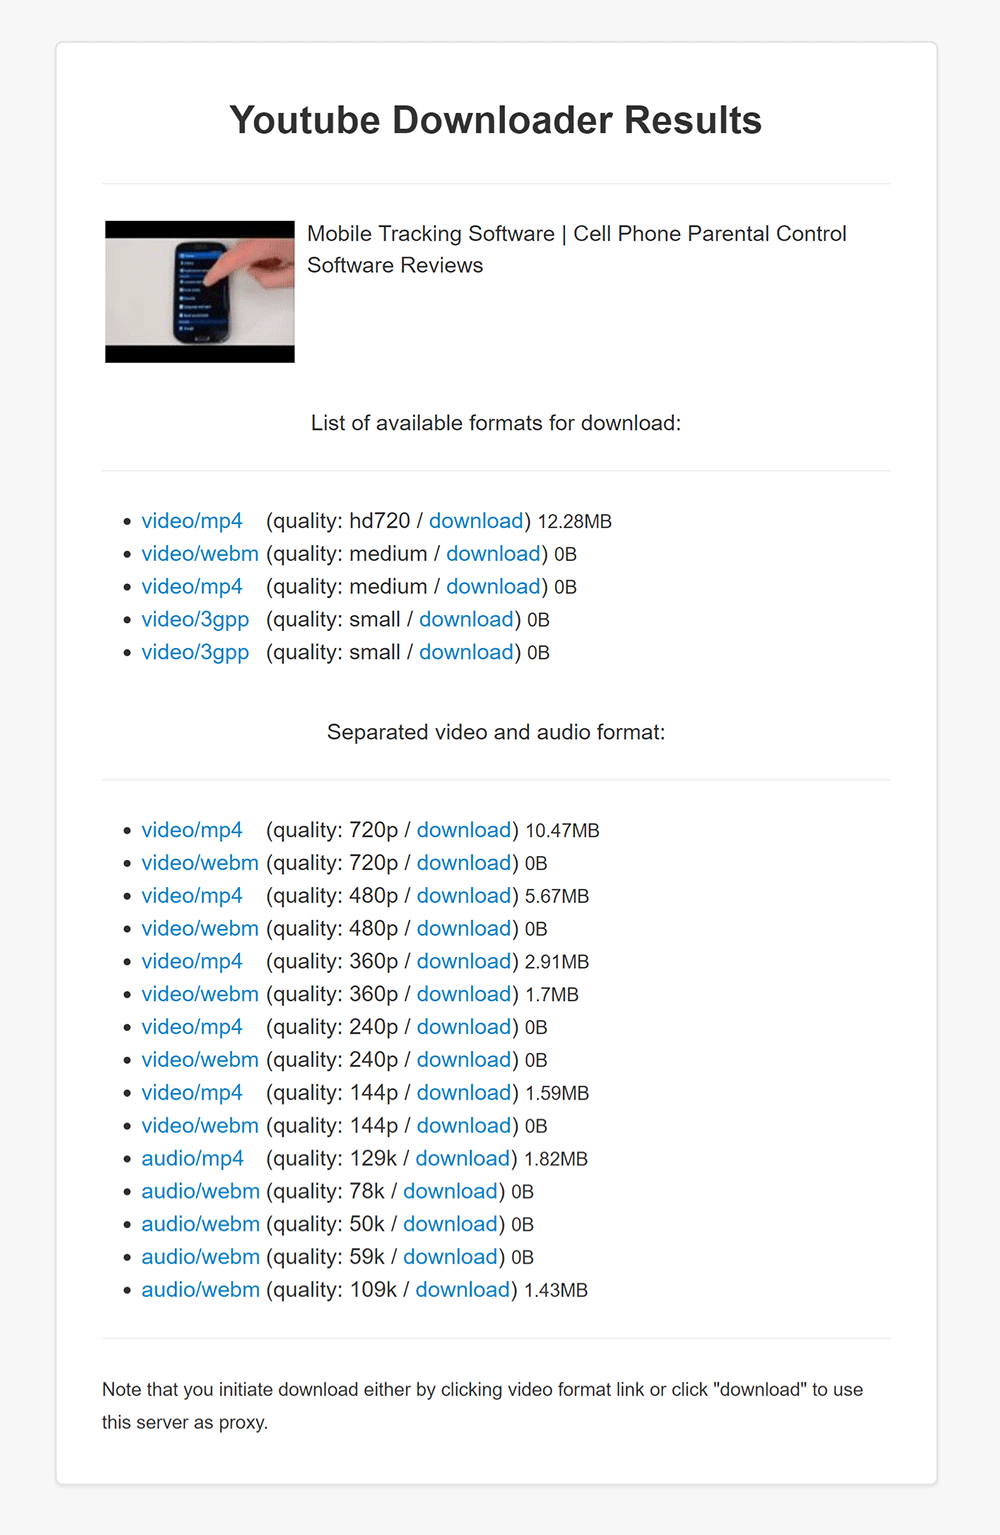 Youtube Downloader Results
Mobile Tracking Software | Cell Phone Parental Control
Software Reviews
List of available formats for download:
video/mp4 (quality: hd720 / download) 12.28MB
video/webm (quality: medium / download) 0B
video/mp4 (quality: medium / download) 0B
video/3gpp (quality: small / download) 0B
video/3gpp (quality: small / download) 0B
Separated video and audio format:
video/mp4 (quality: 720p / download) 10.47MB
video/webm (quality: 720p / download) 0B
video/mp4 (quality: 480p / download) 5.67MB
video/webm (quality: 480p / download) 0B
video/mp4 (quality: 360p / download) 2.91MB
video/webm (quality: 360p / download) 1.7MB
video/mp4 (quality: 240p / download) 0B
video/webm (quality: 240p / download) 0B
video/mp4 (quality: 144p / download) 1.59MB
video/webm (quality: 144p / download) 0B
audio/mp4 (quality: 129k / download) 1.82MB
audio/webm (quality: 78k / download) 0B
audio/webm (quality: 50k / download) 0B
audio/webm (quality: 59k / download) 0B
audio/webm (quality: 109k / download) 1.43MB
Note that you initiate download either by clicking video format link or click "download" to use
this server as proxy.